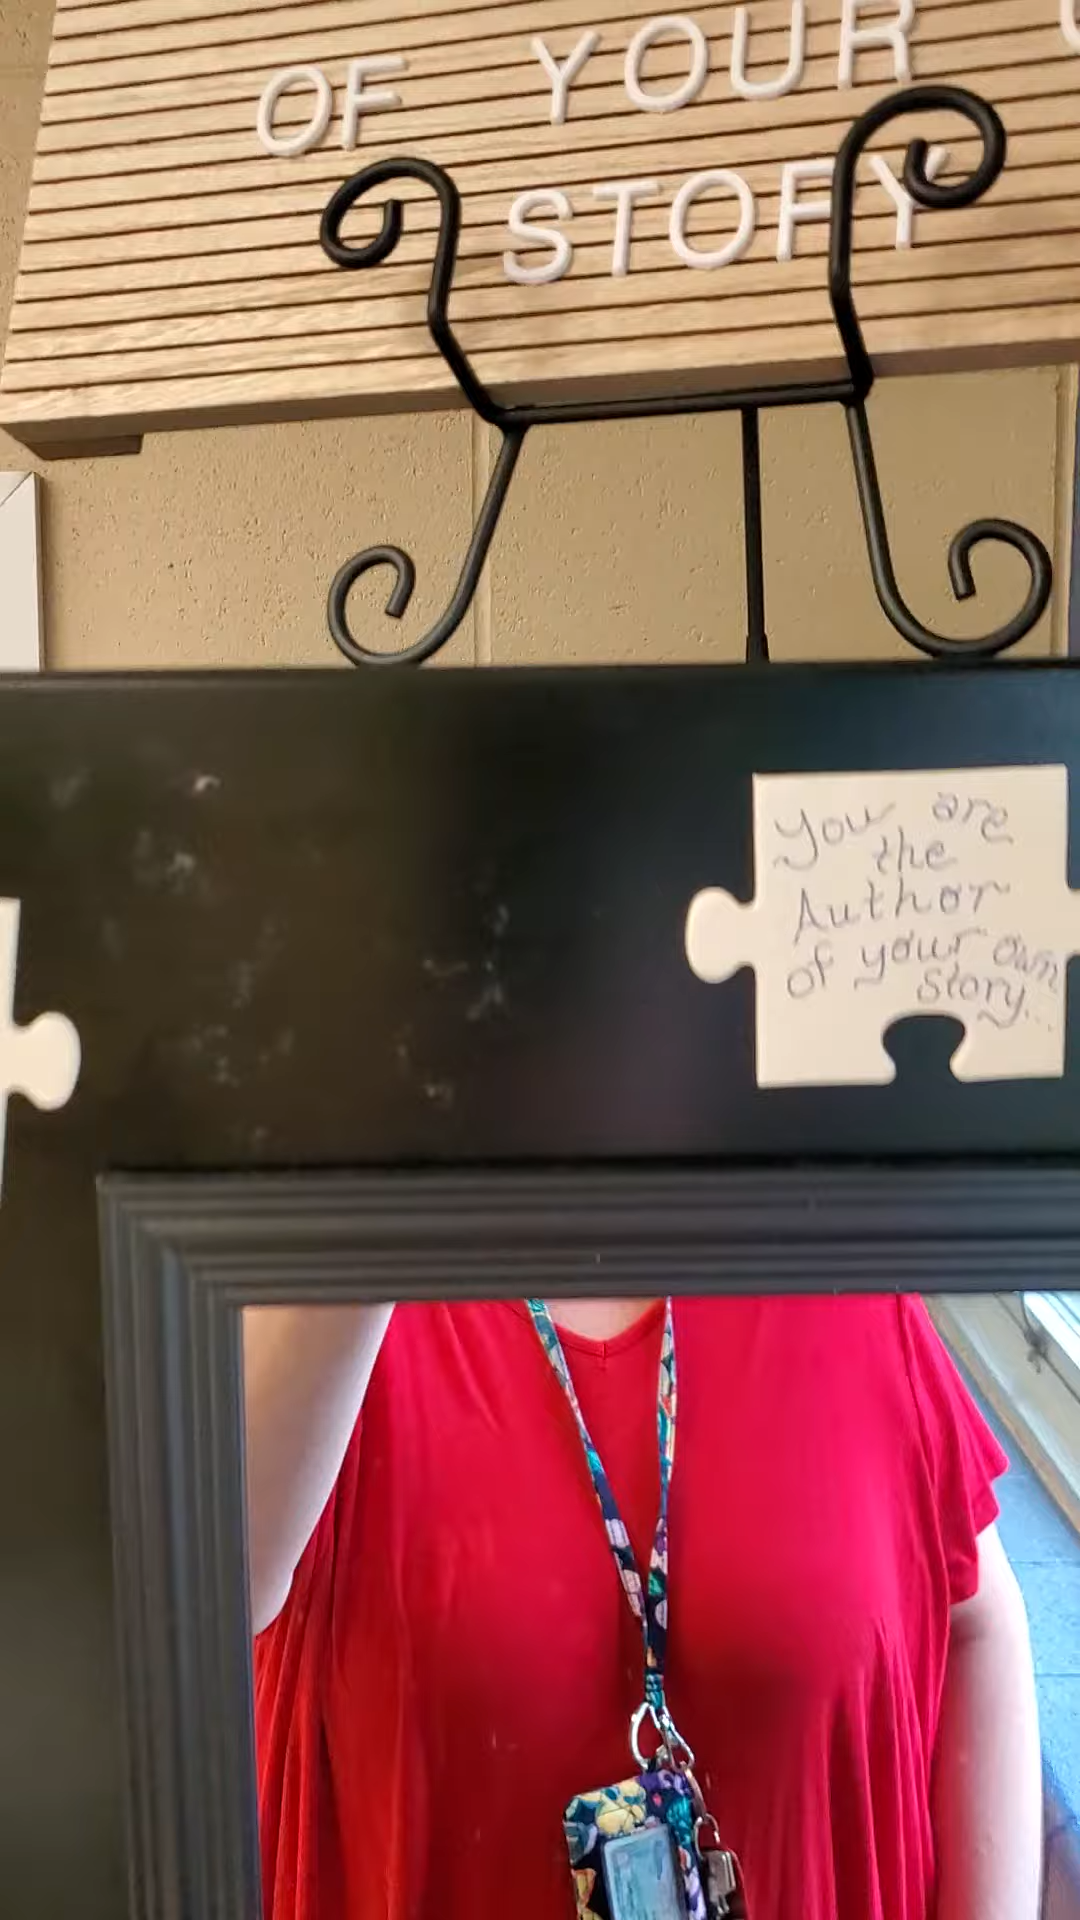 OF YOUR
STORY
You are
the
Author
of your own
Story...